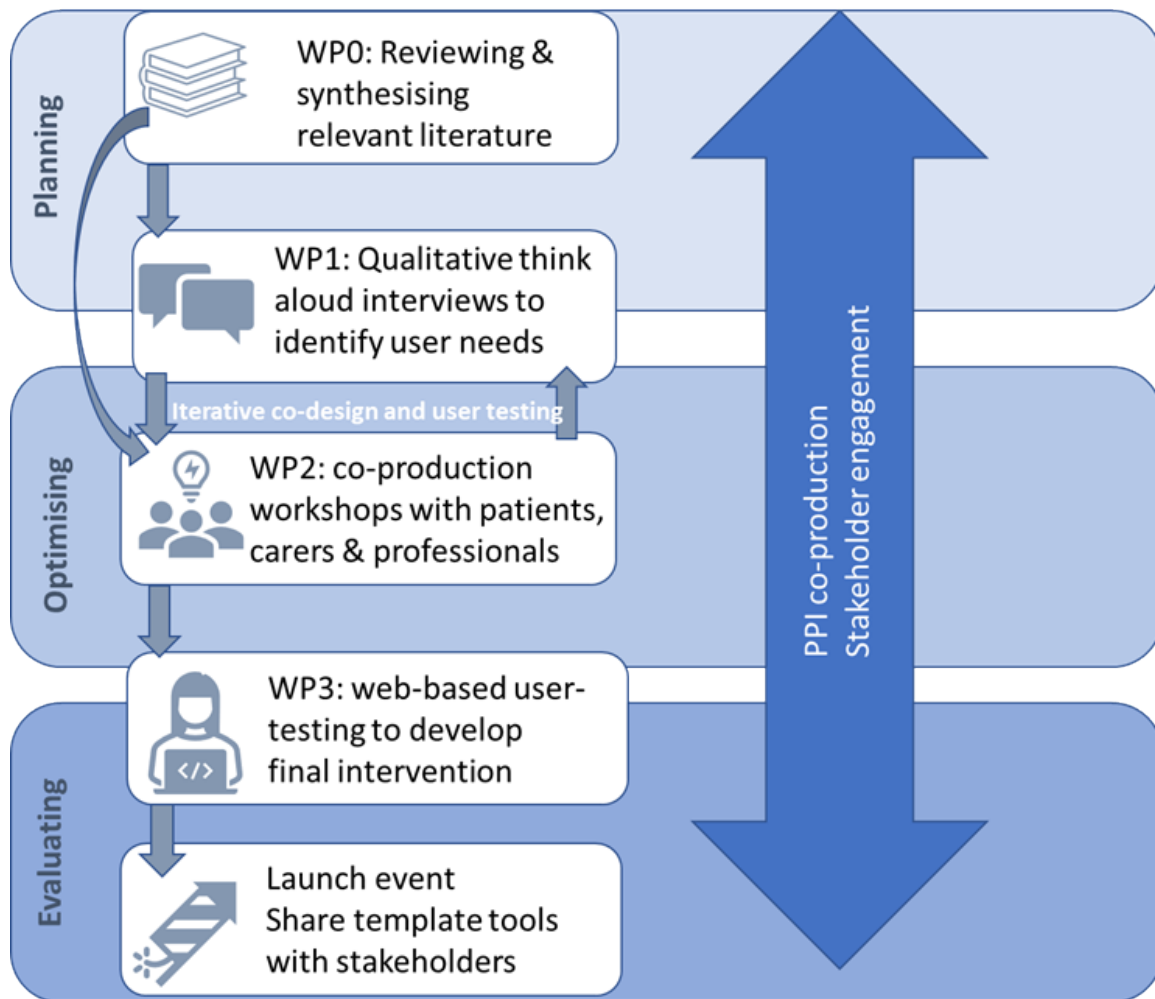 Planning
WP0: Reviewing &
synthesising
relevant literature
WP1: Qualitative think
aloud interviews to
identify user needs
Optimising
Iterative co-design and user testing
WP2: co-production
workshops with patients,
carers & professionals
Evaluating
WP3: web-based user-
testing to develop
final intervention
</>
Launch event
Share template tools
with stakeholders
PPI co-production
Stakeholder engagement